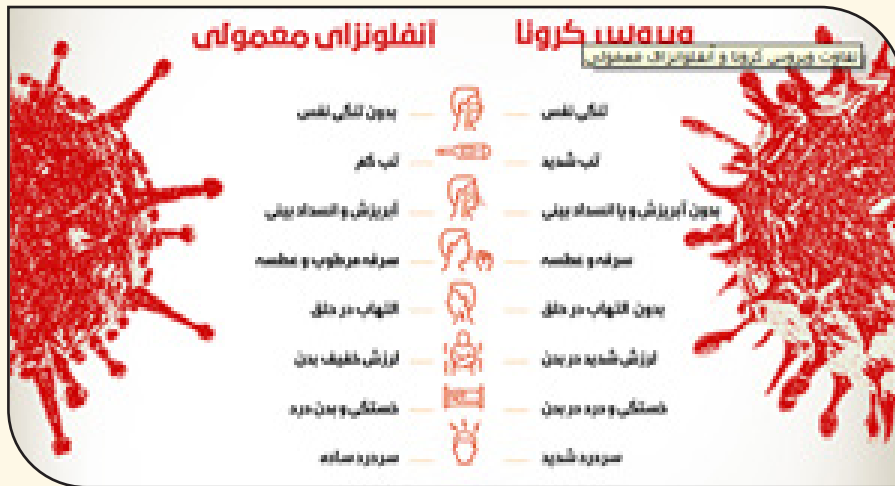 ویروس کرونا
آنفلونزای معمولی
تفاوت ویروس کرونا و آنفلوانزای معمولی
تنگی نفس
بدون تنگی نفس
تب شدید
تب کم
بدون آبریزش و یا انسداد بینی
آبریزش و انسداد بینی
سرفه و عطسه
سرفه مرطوب و عطسه
بدون التهاب در حلق
التهاب در حلق
لرزش شدید در بدن
لرزش خفیف بدن
خستگی و درد در بدن
خستگی و بدن درد
سردرد شدید
سردرد ساده